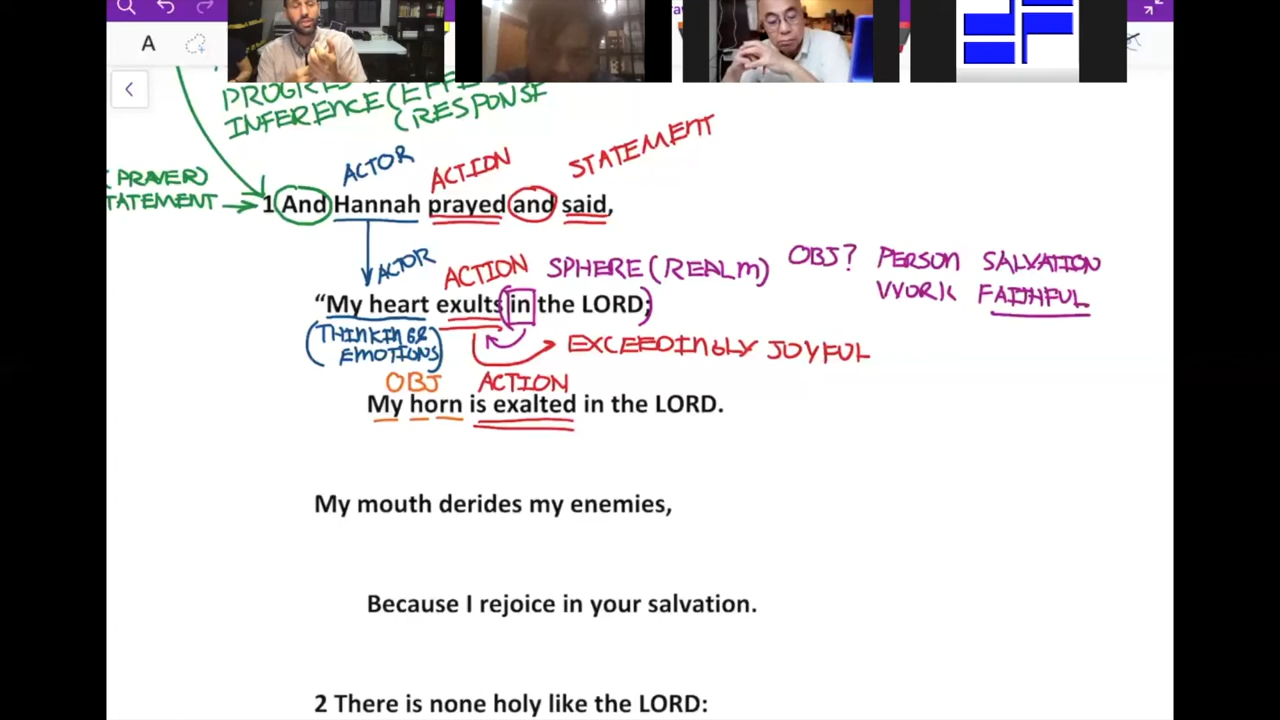 A
INFERENCE (EFFE
(RESPONSE
ACTOR ACTION STATEMENT
(PRAYER)
TATEMENT
1 And Hannah prayed and said,
ACTOR ACTION SPHERE (REALM) OBJ? PERSON SALVATION
WORK FAITHFUL
“My heart exults (in the LORD;)
(THINKING & EMOTIONS)
EXCEEDINGLY JOYFUL
OBJ ACTION
My horn is exalted in the LORD.
My mouth derides my enemies,
Because I rejoice in your salvation.
2 There is none holy like the LORD: